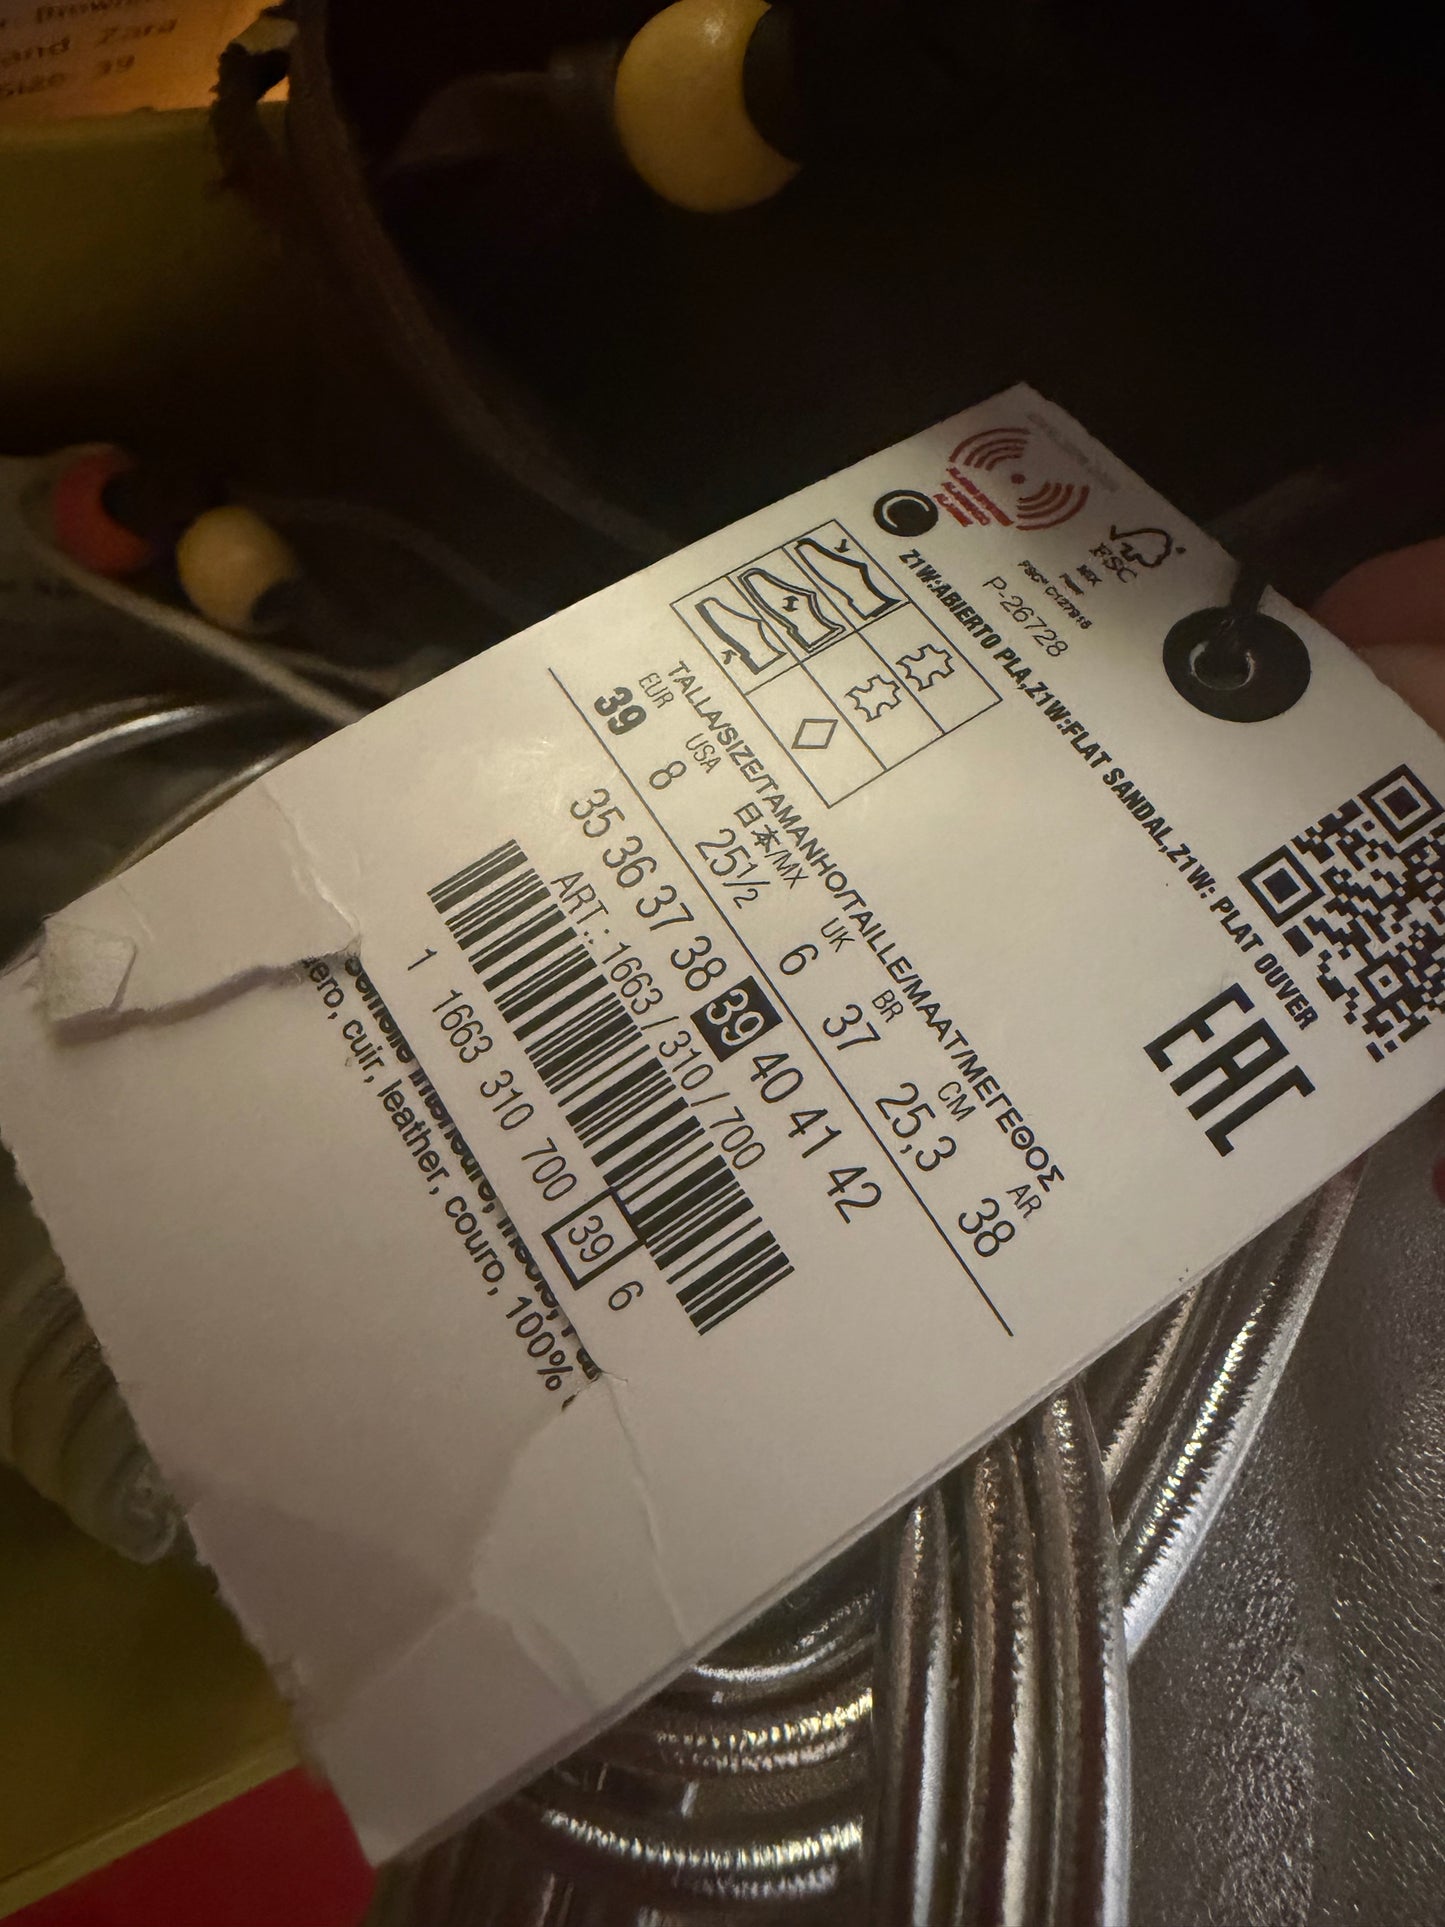 and Zara
Size 39
FSC
MIX
Paper
FSC® C127918
P-26728
Z1W:ABIERTO PLA,Z1W:FLAT SANDAL,Z1W: PLAT OUVER
EAC
TALLA/SIZE/TAMANHO/TAILLE/MAAT/ΜΕΓΕΘΟΣ
EUR USA 日本/MX UK BR CM AR
39 8 25½ 6 37 25,3 38
35 36 37 38 39 40 41 42
ART.: 1663 / 310 / 700
1 1663 310 700 39 6
cuir, leather, couro, 100%